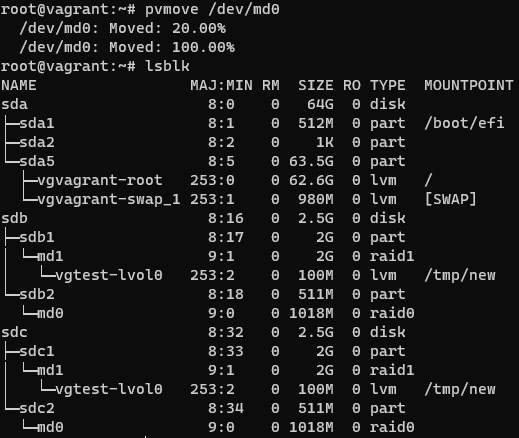 root@vagrant:~# pvmove /dev/md0
  /dev/md0: Moved: 20.00%
  /dev/md0: Moved: 100.00%
root@vagrant:~# lsblk
NAME                 MAJ:MIN RM  SIZE RO TYPE  MOUNTPOINT
sda                    8:0    0   64G  0 disk
├─sda1                 8:1    0  512M  0 part  /boot/efi
├─sda2                 8:2    0    1K  0 part
└─sda5                 8:5    0 63.5G  0 part
  ├─vgvagrant-root   253:0    0 62.6G  0 lvm   /
  └─vgvagrant-swap_1 253:1    0  980M  0 lvm   [SWAP]
sdb                    8:16   0  2.5G  0 disk
├─sdb1                 8:17   0    2G  0 part
│ └─md1                9:1    0    2G  0 raid1
│   └─vgtest-lvol0   253:2    0  100M  0 lvm   /tmp/new
└─sdb2                 8:18   0  511M  0 part
  └─md0                9:0    0 1018M  0 raid0
sdc                    8:32   0  2.5G  0 disk
├─sdc1                 8:33   0    2G  0 part
│ └─md1                9:1    0    2G  0 raid1
│   └─vgtest-lvol0   253:2    0  100M  0 lvm   /tmp/new
└─sdc2                 8:34   0  511M  0 part
  └─md0                9:0    0 1018M  0 raid0